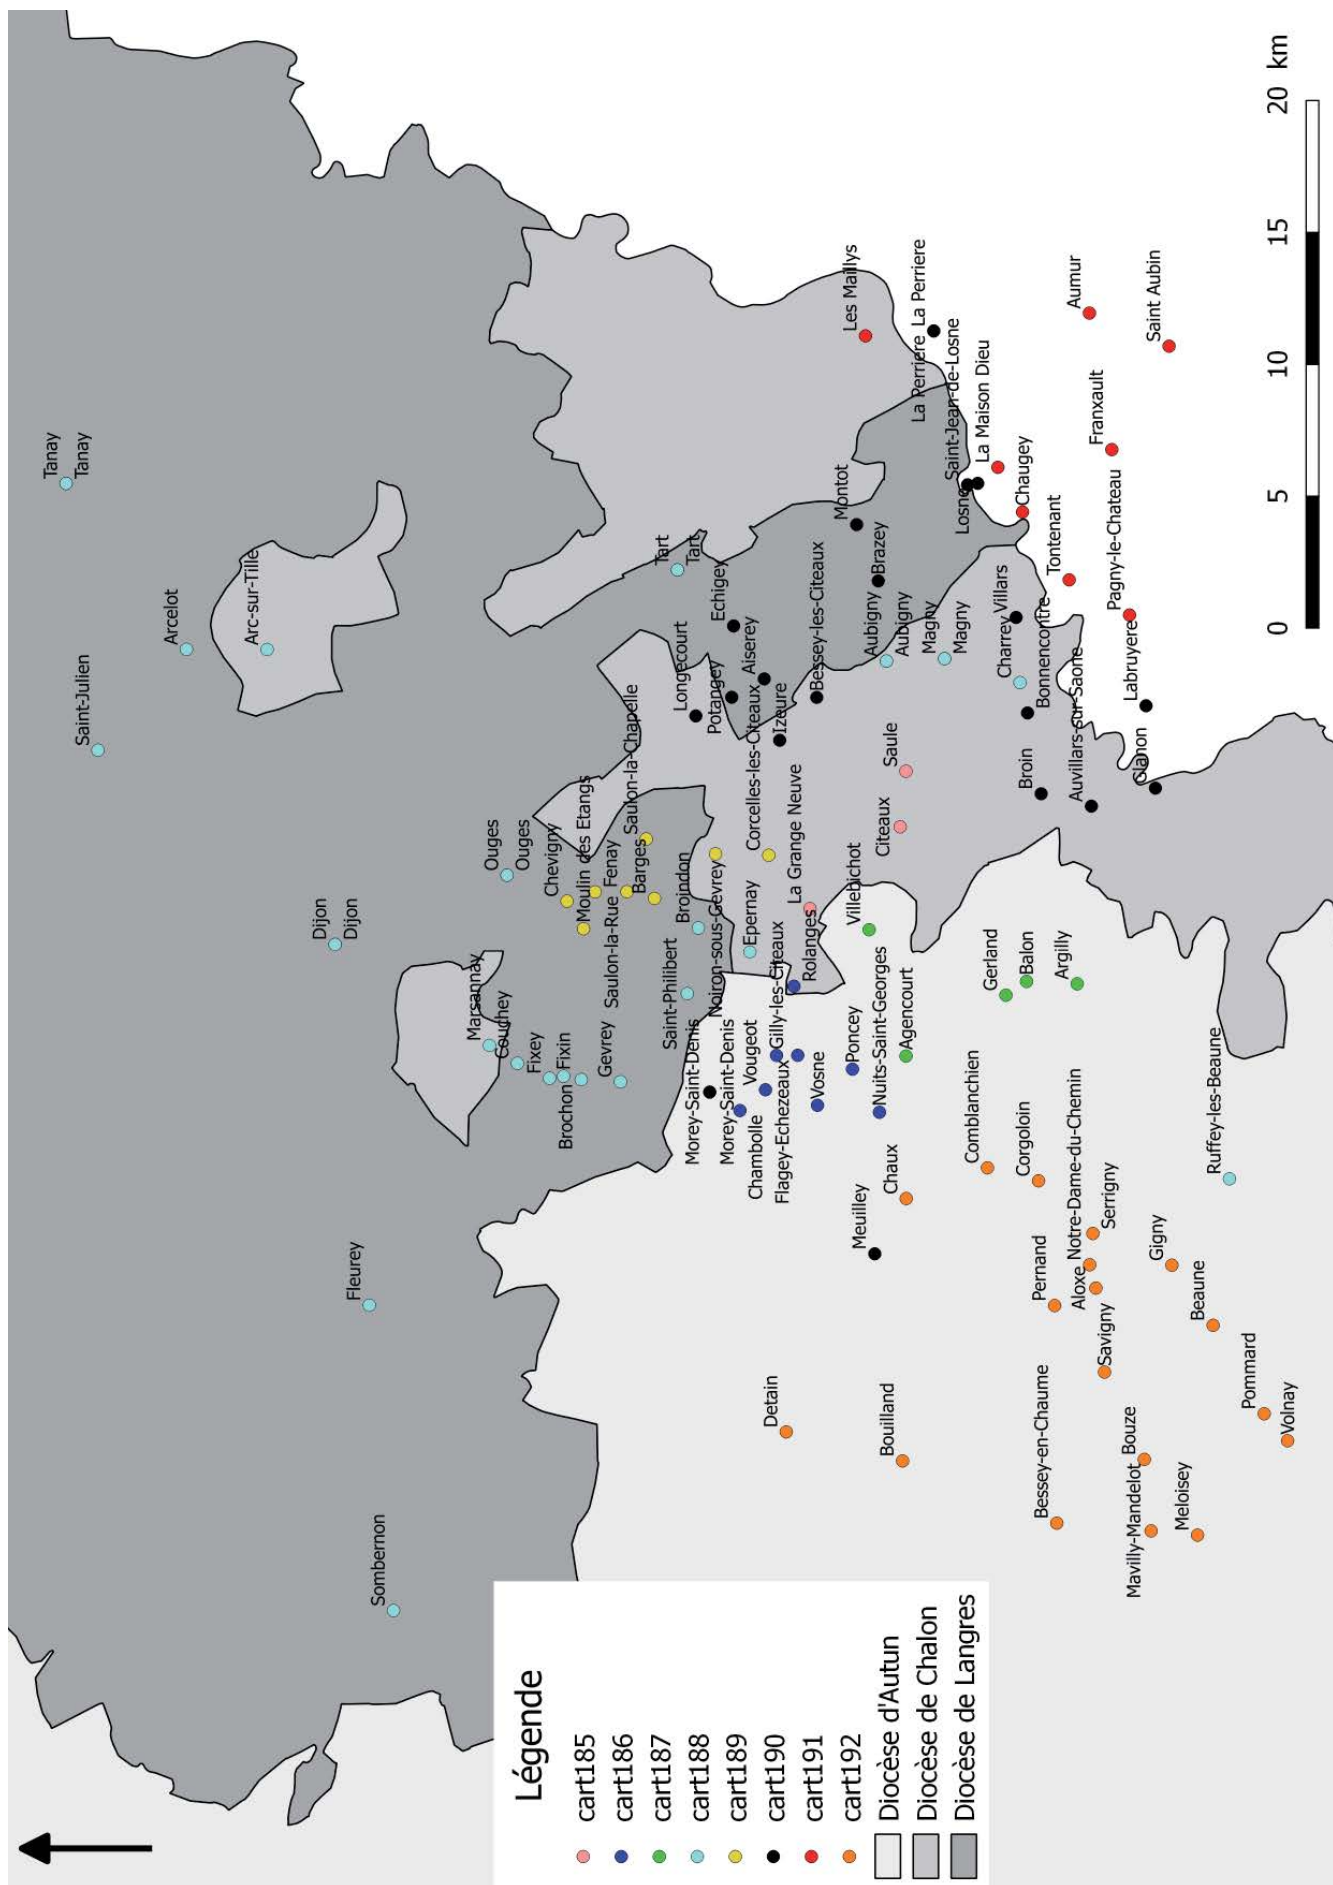 Tanay
Tanay
Saint-Julien
Arcelot
Arc-sur-Tille
Dijon
Dijon
Fleurey
Sombernon
Ouges
Ouges
Marsannay
Couchey
Fixey
Fixin
Brochon
Gevrey
Chevigny
Moulin des Etangs
Fenay
Saulon-la-Rue
Barges
Saulon-la-Chapelle
Broindon
Saint-Philibert
Noiron-sous-Gevrey
Epernay
Corcelles-les-Citeaux
Longecourt
Potangey
Tart
Tart
Echigey
Aiserey
Izeure
Bessey-les-Citeaux
Montot
Brazey
Aubigny
Aubigny
Magny
Magny
Les Maillys
La Perriere
La Perriere
Saint-Jean-de-Losne
Losne
La Maison Dieu
Chaugey
Aumur
Saint Aubin
Franxault
Tontenant
Pagny-le-Chateau
Labruyere
Villars
Charrey
Bonnencontre
Auvillars-sur-Saone
Glanon
Broin
Saule
Citeaux
La Grange Neuve
Rolanges
Villebichot
Gilly-les-Citeaux
Morey-Saint-Denis
Morey-Saint-Denis
Vougeot
Chambolle
Flagey-Echezeaux
Vosne
Poncey
Nuits-Saint-Georges
Agencourt
Gerland
Balon
Argilly
Meuilley
Chaux
Comblanchien
Corgoloin
Notre-Dame-du-Chemin
Serrigny
Ruffey-les-Beaune
Pernand
Aloxe
Savigny
Gigny
Beaune
Pommard
Volnay
Detain
Bouilland
Bessey-en-Chaume
Bouze
Mavilly-Mandelot
Meloisey
0 5 10 15 20 km
Légende
cart185
cart186
cart187
cart188
cart189
cart190
cart191
cart192
Diocèse d'Autun
Diocèse de Chalon
Diocèse de Langres